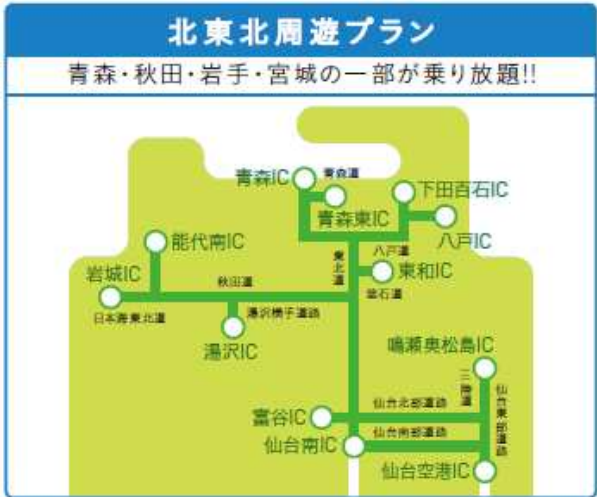 北東北周遊プラン
青森・秋田・岩手・宮城の一部が乗り放題!!
青森IC
青森道
下田百石IC
青森東IC
八戸IC
能代南IC
東北道
八戸道
東和IC
岩城IC
秋田道
釜石道
日本海東北道
湯沢横手道路
湯沢IC
鳴瀬奥松島IC
三陸道
仙台東部道路
仙台北部道路
富谷IC
仙台南部道路
仙台南IC
仙台空港IC